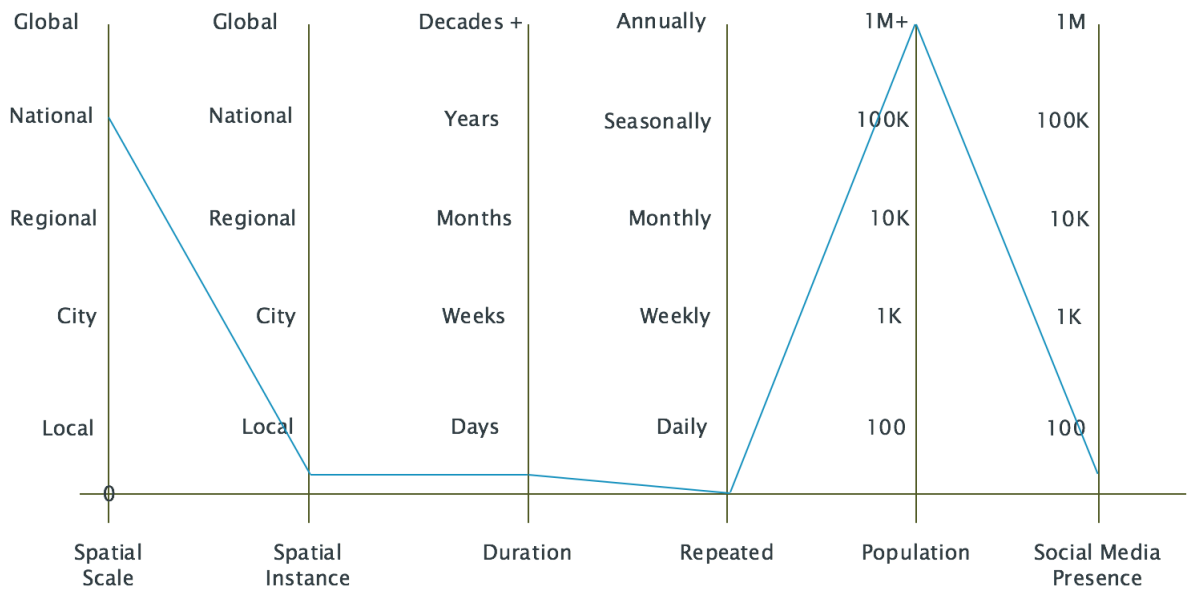 Global Global Decades + Annually 1M+ 1M
National National Years Seasonally 100K 100K
Regional Regional Months Monthly 10K 10K
City City Weeks Weekly 1K 1K
Local Local Days Daily 100 100
0
Spatial Spatial Duration Repeated Population Social Media
Scale Instance Presence